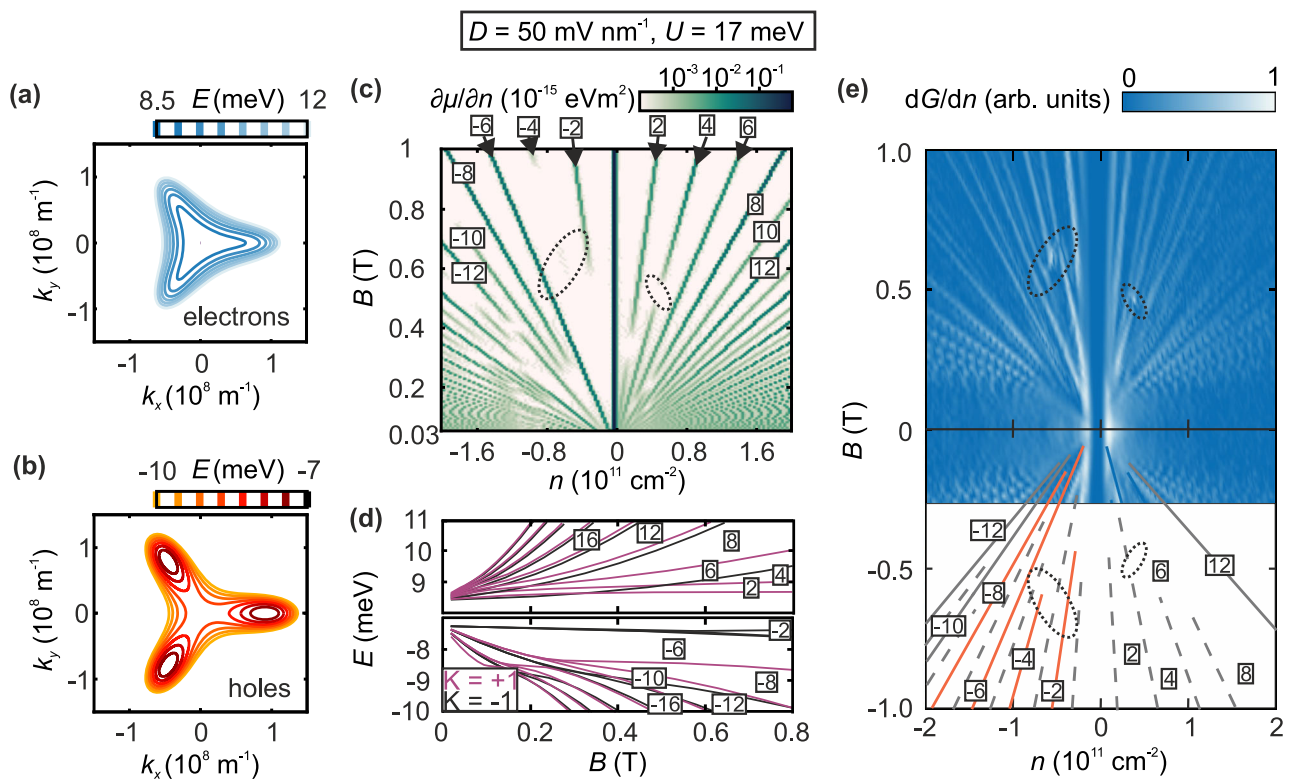 D = 50 mV nm⁻¹, U = 17 meV
(a)
E (meV)
8.5 12
1
0
-1
k_y (10⁸ m⁻¹)
electrons
-1 0 1
k_x (10⁸ m⁻¹)
(b)
E (meV)
-10 -7
1
0
-1
k_y (10⁸ m⁻¹)
holes
-1 0 1
k_x (10⁸ m⁻¹)
(c)
∂μ/∂n (10⁻¹⁵ eVm²)
10⁻³ 10⁻² 10⁻¹
-6 -4 -2 2 4 6
-8 8
-10 10
-12 12
1
0.8
0.6
0.4
0.2
0.03
B (T)
-1.6 -0.8 0 0.8 1.6
n (10¹¹ cm⁻²)
(d)
11
10
9
16 12 8
6 4
2
E (meV)
-8
-9
-10
-2
-6
-10 -8
-16 -12
K = +1
K = -1
0 0.2 0.4 0.6 0.8
B (T)
(e)
dG/dn (arb. units)
0 1
1.0
0.5
0
-0.5
-1.0
B (T)
-12 12
-8 6
-10
-4 2 4 8
-6 -2
-2 -1 0 1 2
n (10¹¹ cm⁻²)